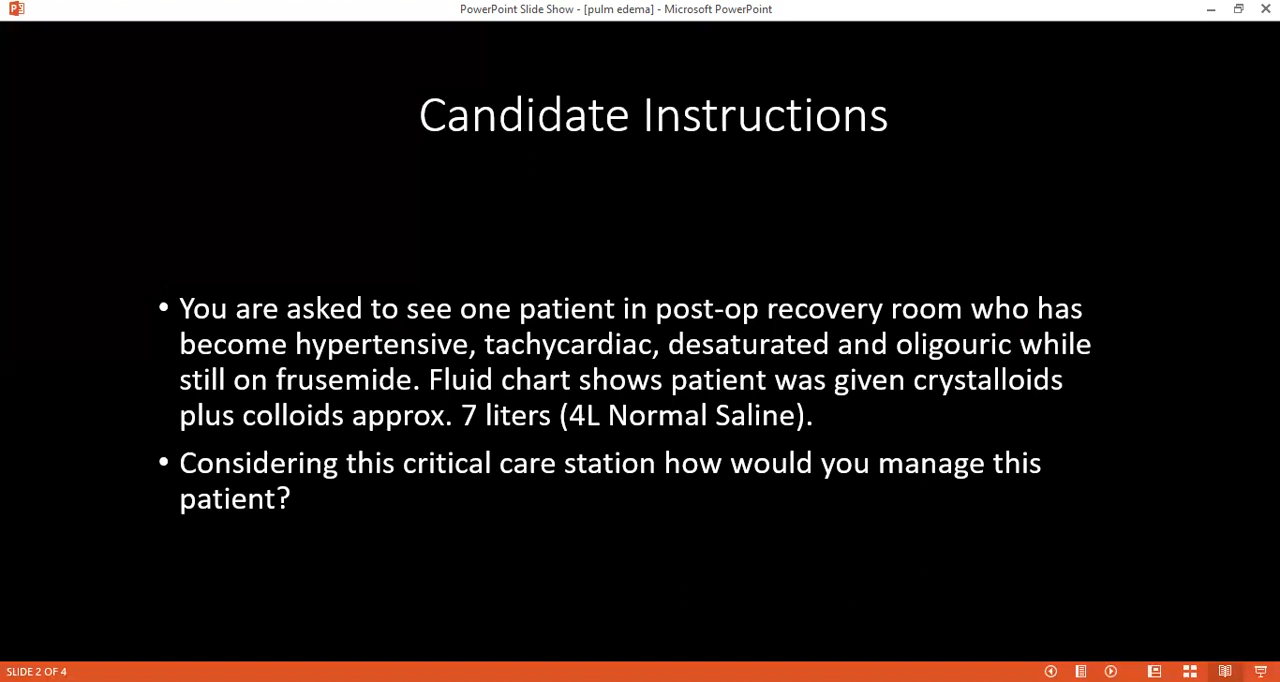 PowerPoint Slide Show - [pulm edema] - Microsoft PowerPoint
Candidate Instructions
• You are asked to see one patient in post-op recovery room who has
become hypertensive, tachycardiac, desaturated and oligouric while
still on frusemide. Fluid chart shows patient was given crystalloids
plus colloids approx. 7 liters (4L Normal Saline).
• Considering this critical care station how would you manage this
patient?
SLIDE 2 OF 4